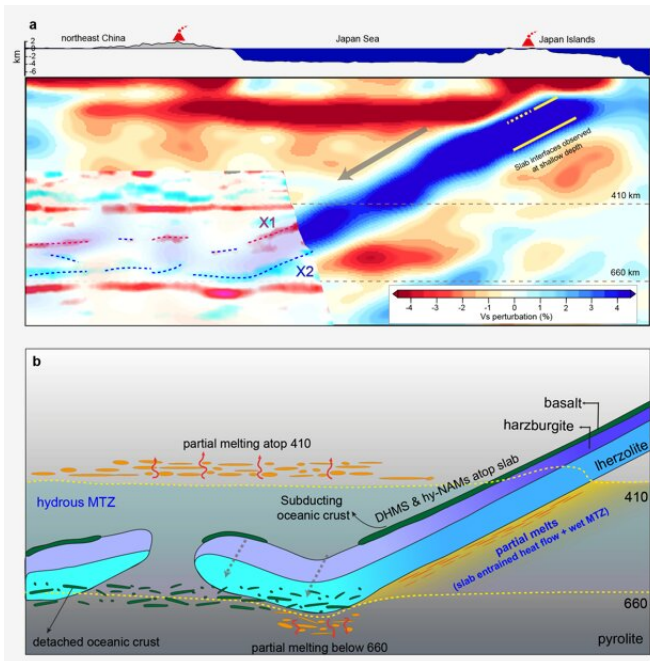 a
northeast China
Japan Sea
Japan Islands
km
2
0
-2
-4
-6
Slab interfaces observed
at shallow depth
410 km
X1
X2
660 km
-4 -3 -2 -1 0 1 2 3 4
Vs perturbation (%)
b
basalt
harzburgite
lherzolite
partial melting atop 410
DHMS & hy-NAMs atop slab
410
hydrous MTZ
Subducting
oceanic crust
partial melts
(slab entrained heat flow + wet MTZ)
660
detached oceanic crust
partial melting below 660
pyrolite